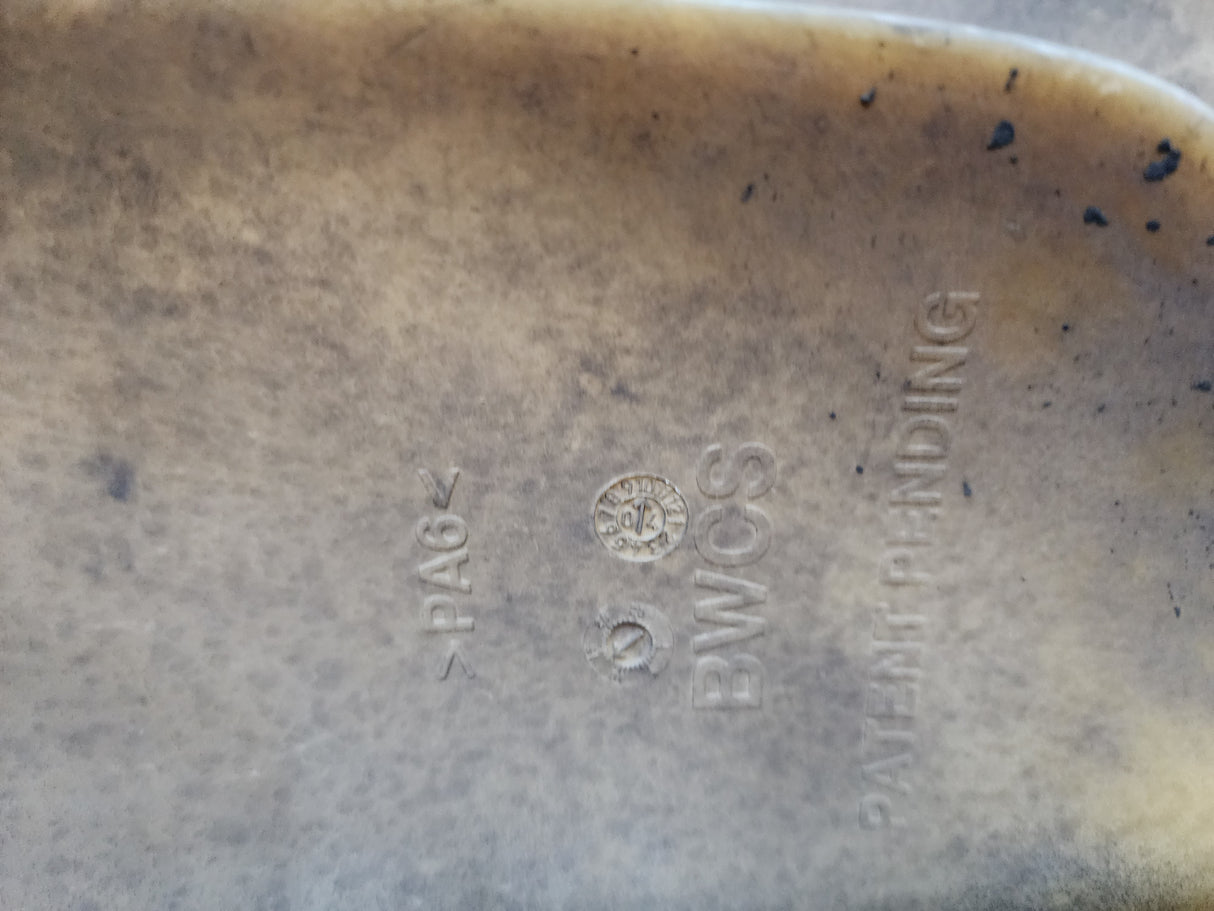 >PA6<
BWCS
PATENT PENDING